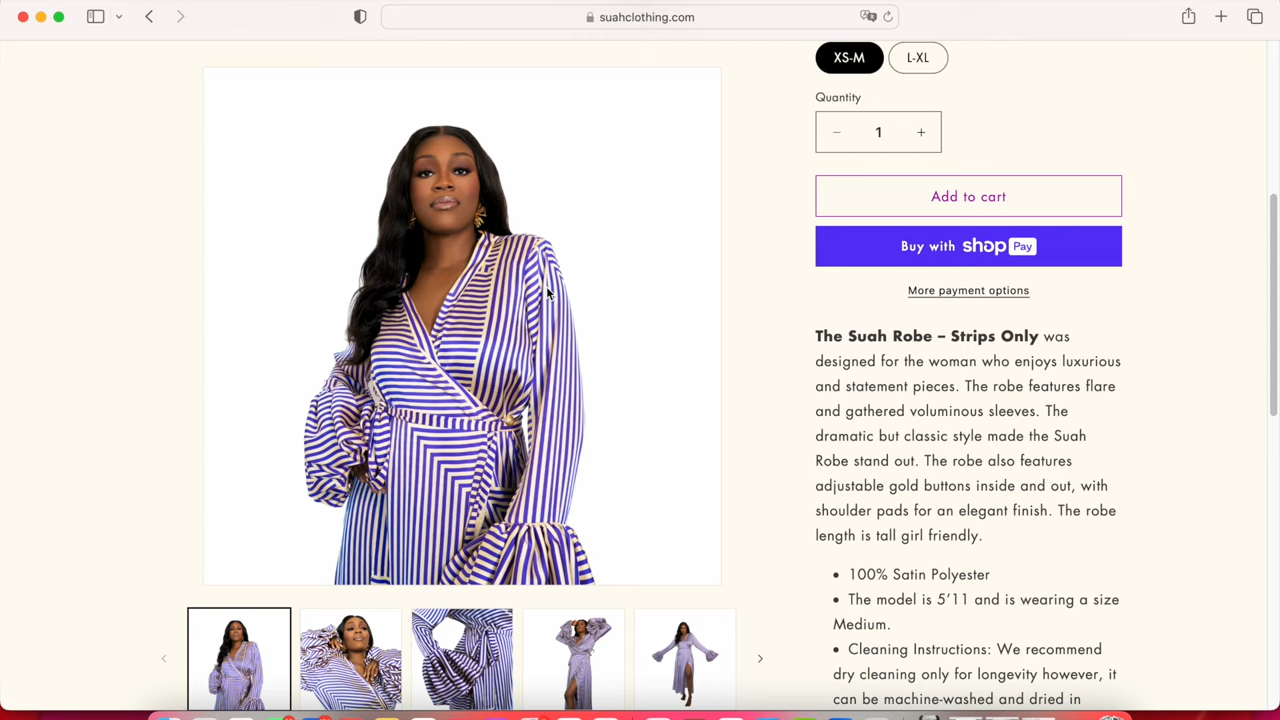 suahclothing.com
XS-M
L-XL
Quantity
− 1 +
Add to cart
Buy with shop Pay
More payment options
The Suah Robe – Strips Only was
designed for the woman who enjoys luxurious
and statement pieces. The robe features flare
and gathered voluminous sleeves. The
dramatic but classic style made the Suah
Robe stand out. The robe also features
adjustable gold buttons inside and out, with
shoulder pads for an elegant finish. The robe
length is tall girl friendly.
• 100% Satin Polyester
• The model is 5’11 and is wearing a size
Medium.
• Cleaning Instructions: We recommend
dry cleaning only for longevity however, it
can be machine-washed and dried in